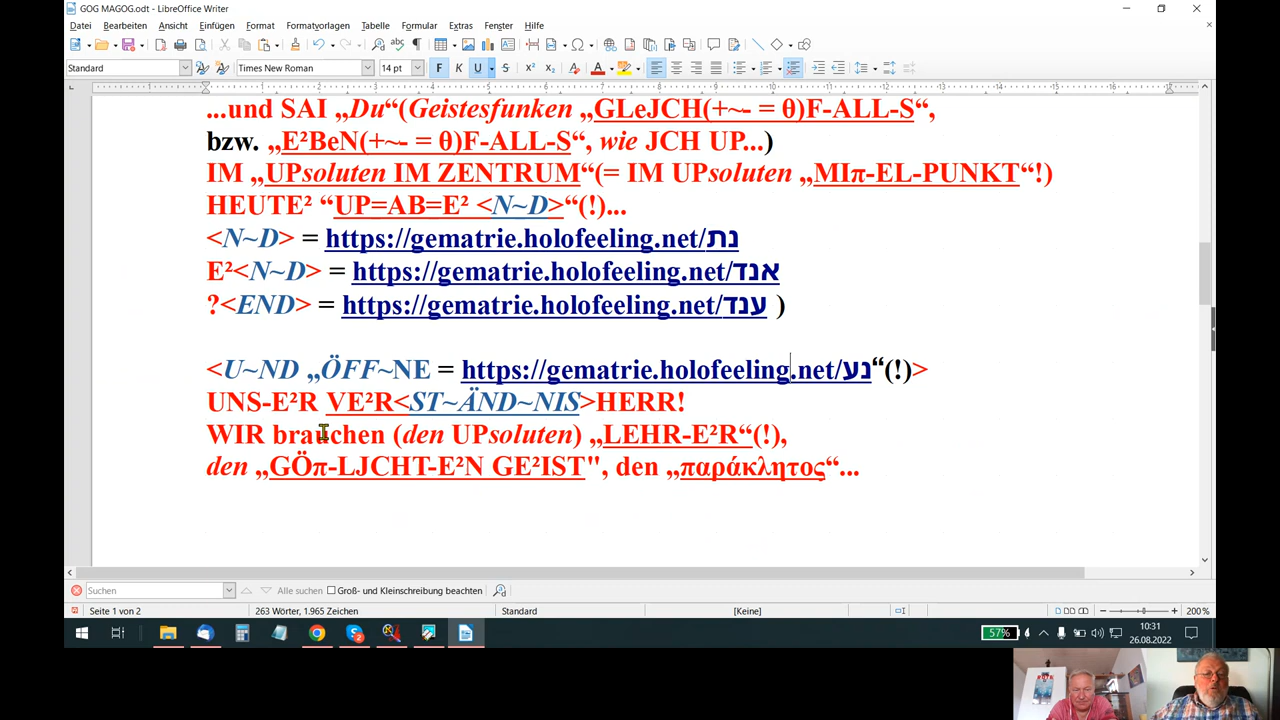 GOG MAGOG.odt - LibreOffice Writer
Datei Bearbeiten Ansicht Einfügen Format Formatvorlagen Tabelle Formular Extras Fenster Hilfe
Standard Times New Roman 14 pt F K U S X² X₂
...und SAI „Du“(Geistesfunken „GLeJCH(+~- = θ)F-ALL-S“,
bzw. „E²BeN(+~- = θ)F-ALL-S“, wie JCH UP...)
IM „UPsoluten IM ZENTRUM“(= IM UPsoluten „MIπ-EL-PUNKT“!)
HEUTE² “UP=AB=E² <N~D>“(!)...
<N~D> = https://gematrie.holofeeling.net/נת
E²<N~D> = https://gematrie.holofeeling.net/אנד
?<END> = https://gematrie.holofeeling.net/ענד )
<U~ND „ÖFF~NE = https://gematrie.holofeeling.net/נע“(!)>
UNS-E²R VE²R<ST~ÄND~NIS>HERR!
WIR brauchen (den UPsoluten) „LEHR-E²R“(!),
den „GÖπ-LJCHT-E²N GE²IST", den „παράκλητος“...
Suchen Alle suchen Groß- und Kleinschreibung beachten
Seite 1 von 2 263 Wörter, 1.965 Zeichen Standard [Keine] 200%
57% 10:31
26.08.2022